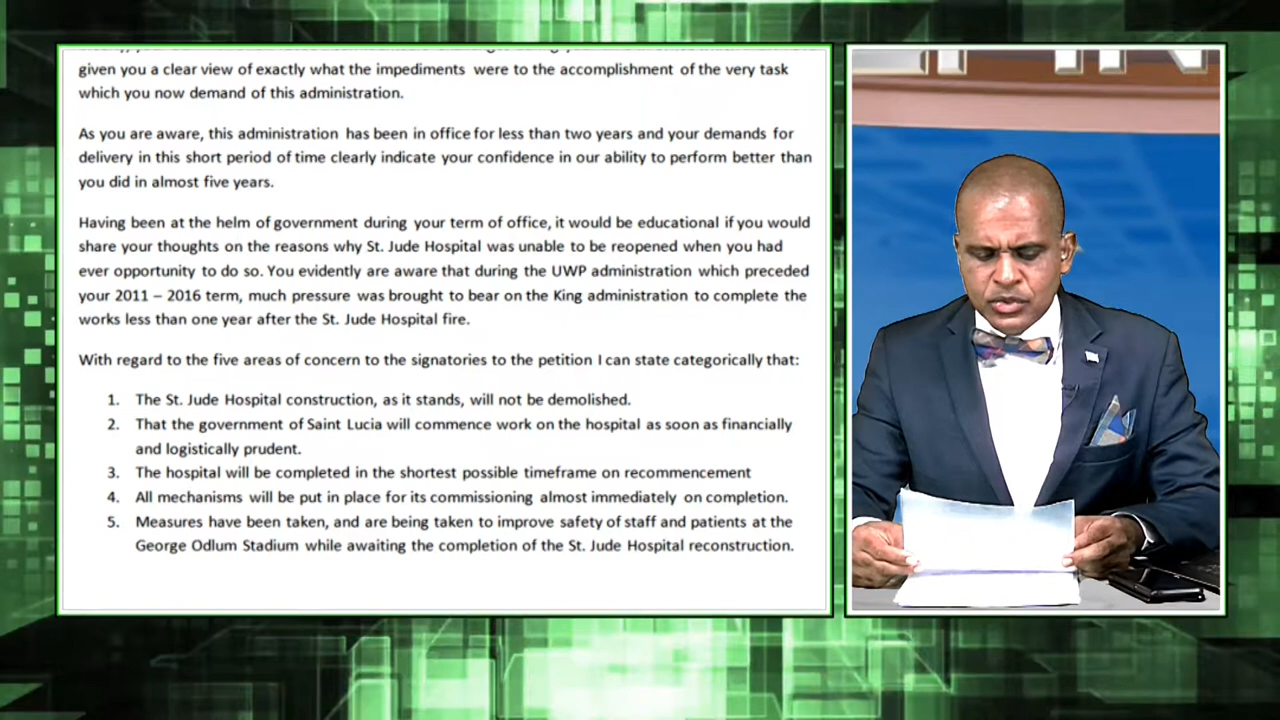 given you a clear view of exactly what the impediments were to the accomplishment of the very task
which you now demand of this administration.
As you are aware, this administration has been in office for less than two years and your demands for
delivery in this short period of time clearly indicate your confidence in our ability to perform better than
you did in almost five years.
Having been at the helm of government during your term of office, it would be educational if you would
share your thoughts on the reasons why St. Jude Hospital was unable to be reopened when you had
ever opportunity to do so. You evidently are aware that during the UWP administration which preceded
your 2011 – 2016 term, much pressure was brought to bear on the King administration to complete the
works less than one year after the St. Jude Hospital fire.
With regard to the five areas of concern to the signatories to the petition I can state categorically that:
1. The St. Jude Hospital construction, as it stands, will not be demolished.
2. That the government of Saint Lucia will commence work on the hospital as soon as financially
and logistically prudent.
3. The hospital will be completed in the shortest possible timeframe on recommencement
4. All mechanisms will be put in place for its commissioning almost immediately on completion.
5. Measures have been taken, and are being taken to improve safety of staff and patients at the
George Odlum Stadium while awaiting the completion of the St. Jude Hospital reconstruction.